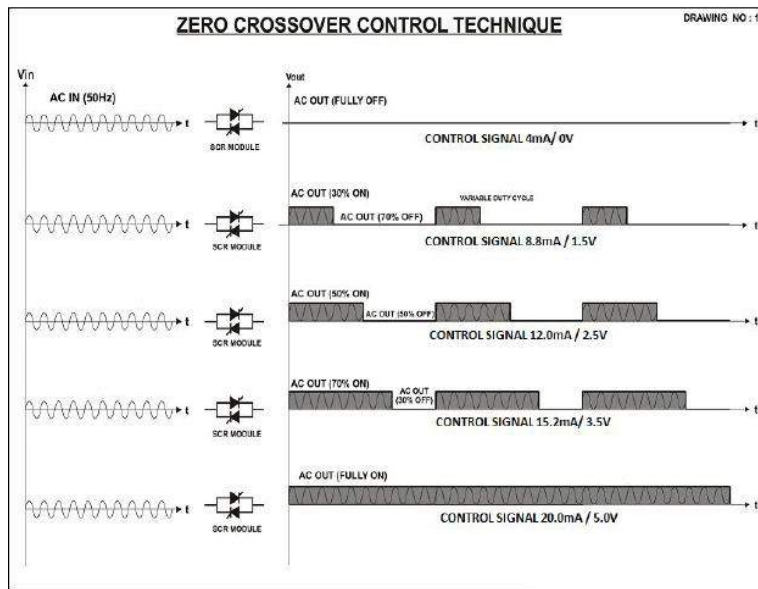 ZERO CROSSOVER CONTROL TECHNIQUE
DRAWING NO : 1
Vin
AC IN (50Hz)
t
SCR MODULE
Vout
AC OUT (FULLY OFF)
t
CONTROL SIGNAL 4mA/ 0V
t
SCR MODULE
AC OUT (30% ON)
AC OUT (70% OFF)
VARIABLE DUTY CYCLE
t
CONTROL SIGNAL 8.8mA / 1.5V
t
SCR MODULE
AC OUT (50% ON)
AC OUT (50% OFF)
t
CONTROL SIGNAL 12.0mA / 2.5V
t
SCR MODULE
AC OUT (70% ON)
AC OUT
(30% OFF)
t
CONTROL SIGNAL 15.2mA/ 3.5V
t
SCR MODULE
AC OUT (FULLY ON)
t
CONTROL SIGNAL 20.0mA / 5.0V